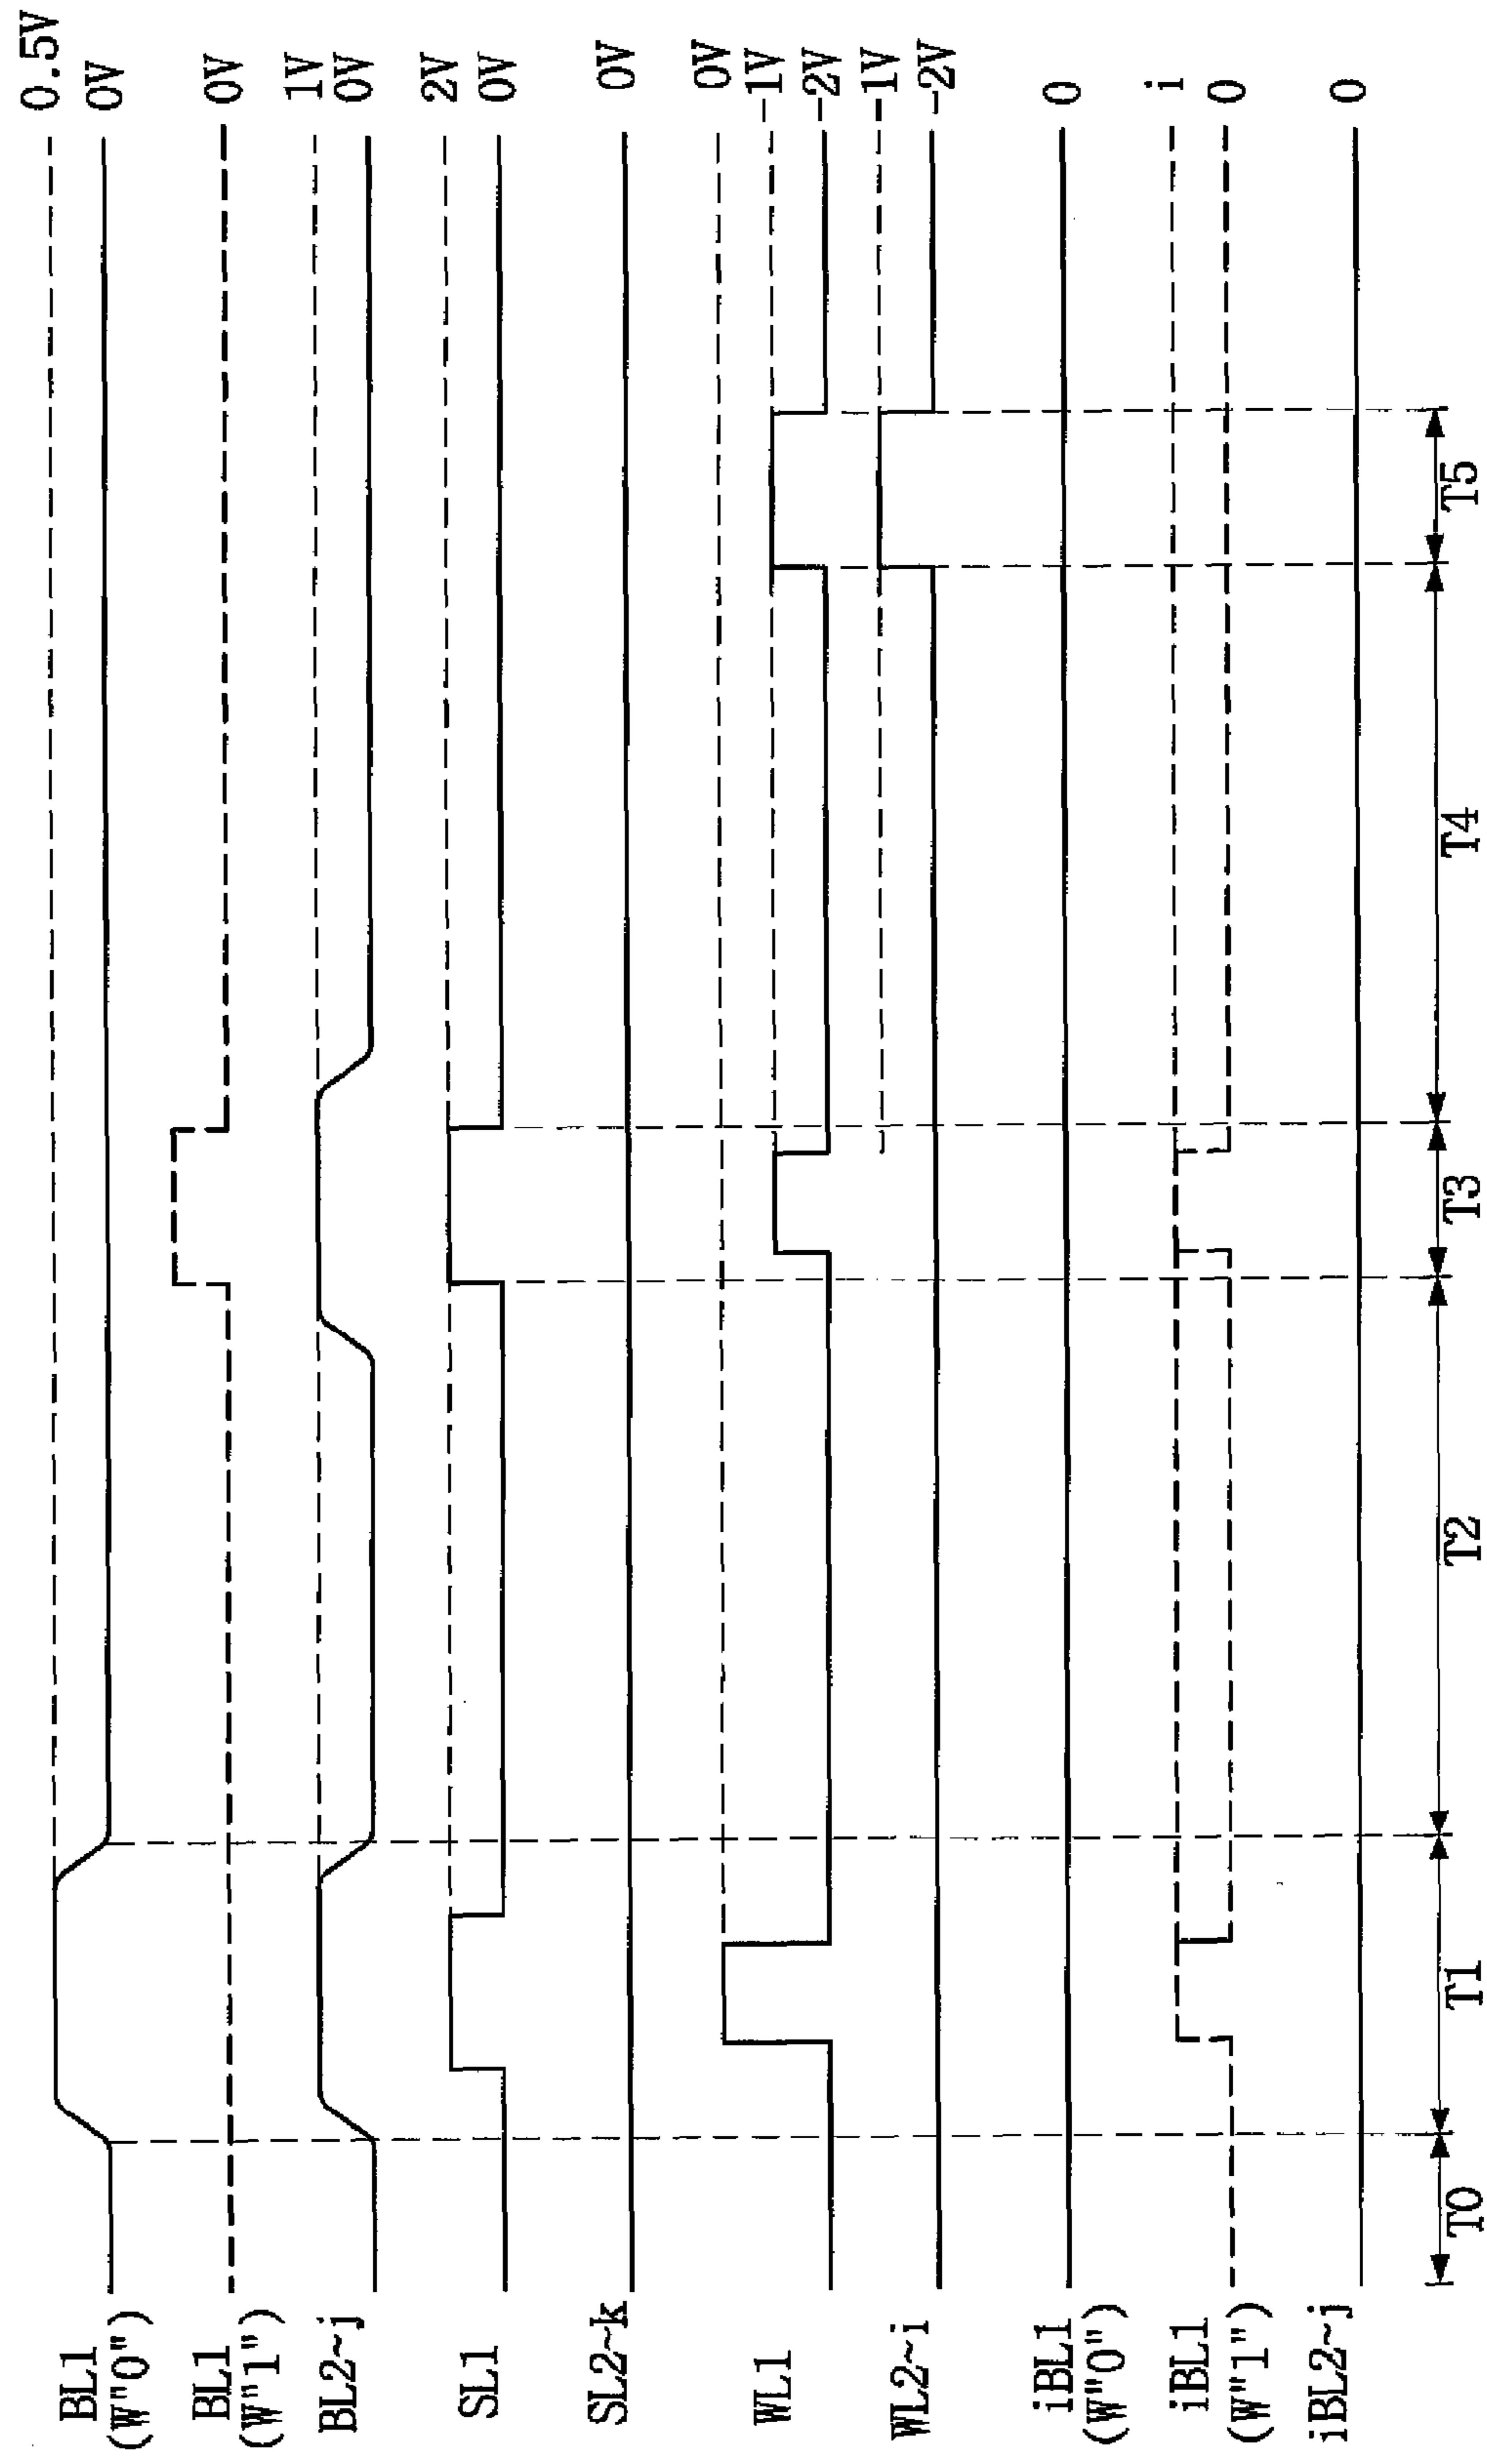 BL1
(W"0")
0.5V
0V
BL1
(W"1")
0V
BL2~j
1V
0V
SL1
2V
0V
SL2~k
0V
WL1
0V
-1V
-2V
WL2~i
-1V
-2V
iBL1
(W"0")
0
iBL1
(W"1")
i
0
iBL2~j
0
T0
T1
T2
T3
T4
T5